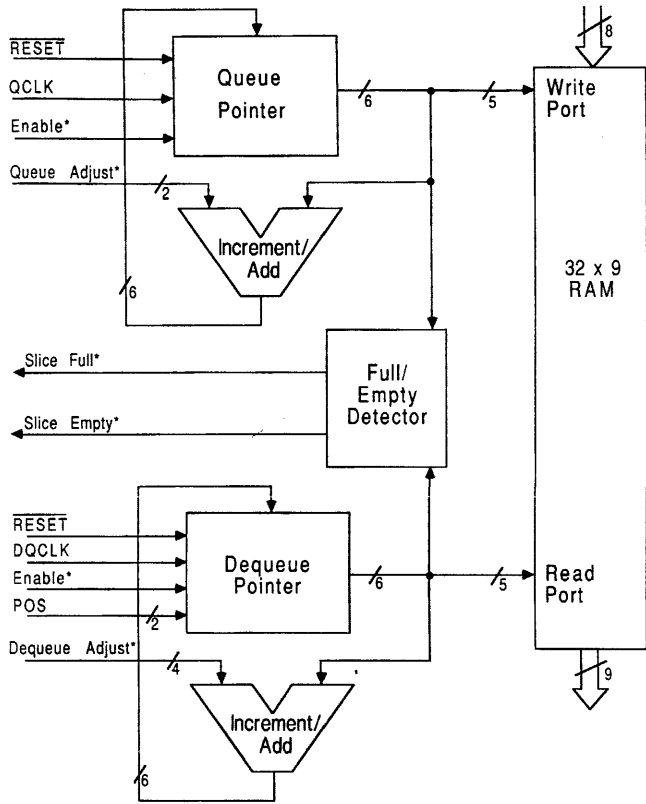 RESET
QCLK
Enable*
Queue Adjust*
2
Queue
Pointer
6
5
8
Write
Port
Increment/
Add
6
32 x 9
RAM
Slice Full*
Slice Empty*
Full/
Empty
Detector
RESET
DQCLK
Enable*
POS
2
Dequeue Adjust*
4
Dequeue
Pointer
6
5
Read
Port
9
Increment/
Add
6